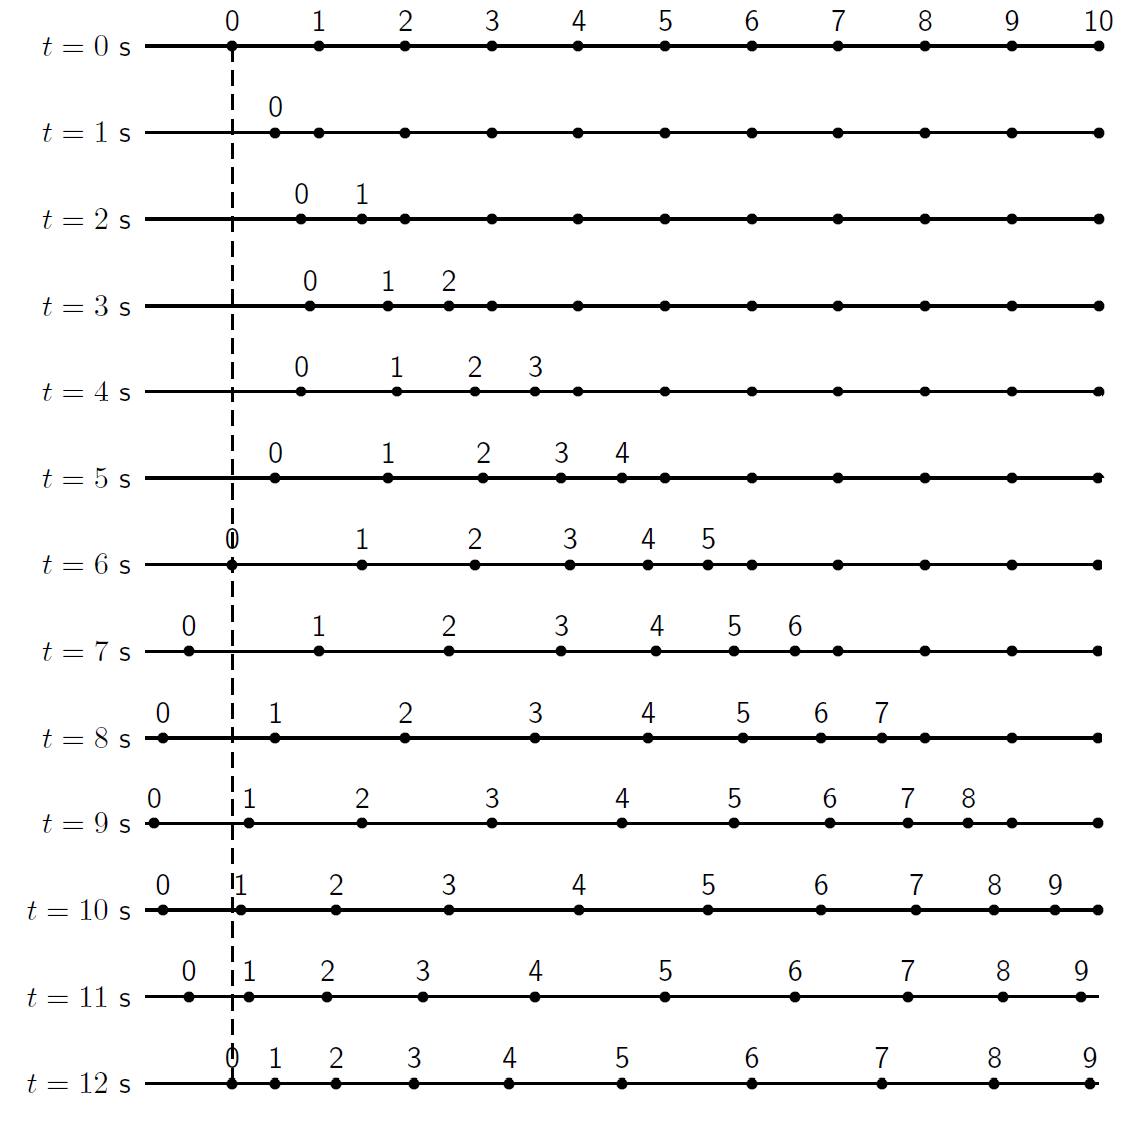 0 1 2 3 4 5 6 7 8 9 10
t = 0 s
0
t = 1 s
0 1
t = 2 s
0 1 2
t = 3 s
0 1 2 3
t = 4 s
0 1 2 3 4
t = 5 s
0 1 2 3 4 5
t = 6 s
0 1 2 3 4 5 6
t = 7 s
0 1 2 3 4 5 6 7
t = 8 s
0 1 2 3 4 5 6 7 8
t = 9 s
0 1 2 3 4 5 6 7 8 9
t = 10 s
0 1 2 3 4 5 6 7 8 9
t = 11 s
0 1 2 3 4 5 6 7 8 9
t = 12 s